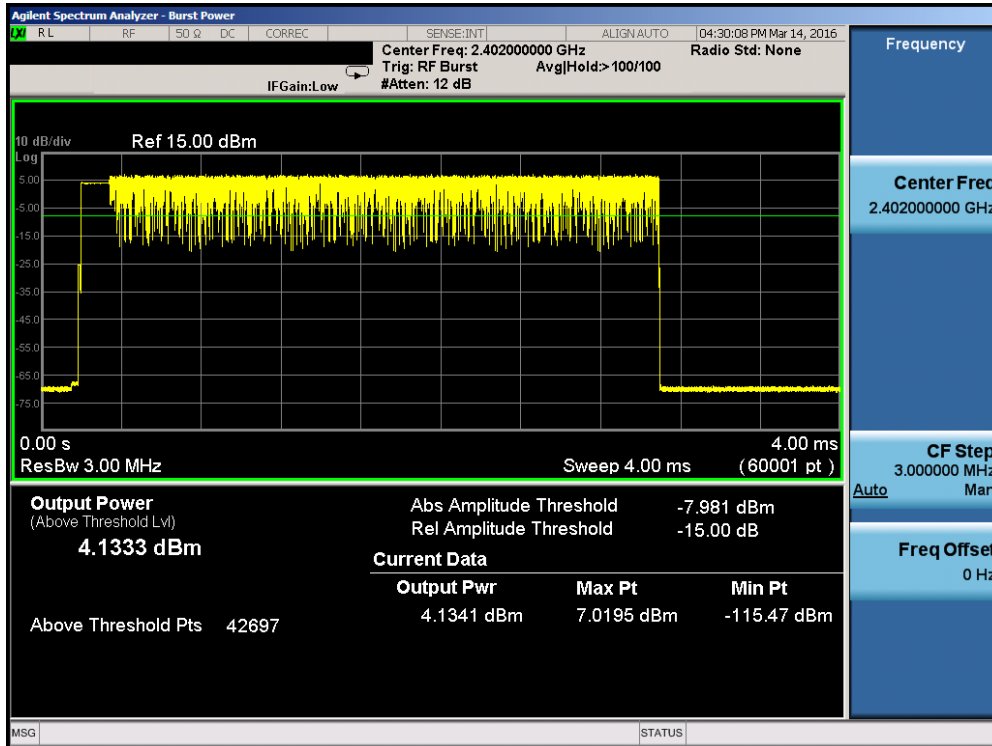 Agilent Spectrum Analyzer - Burst Power
LXI RL RF 50 Ω DC CORREC SENSE:INT ALIGN AUTO 04:30:08 PM Mar 14, 2016
Center Freq: 2.402000000 GHz Radio Std: None
Trig: RF Burst Avg|Hold:> 100/100
IFGain:Low #Atten: 12 dB
10 dB/div Ref 15.00 dBm
Log
5.00
-5.00
-15.0
-25.0
-35.0
-45.0
-55.0
-65.0
-75.0
0.00 s 4.00 ms
ResBw 3.00 MHz Sweep 4.00 ms (60001 pt)
Output Power
(Above Threshold Lvl)
4.1333 dBm
Above Threshold Pts 42697
Abs Amplitude Threshold -7.981 dBm
Rel Amplitude Threshold -15.00 dB
Current Data
Output Pwr Max Pt Min Pt
4.1341 dBm 7.0195 dBm -115.47 dBm
Frequency
Center Freq
2.402000000 GHz
CF Step
3.000000 MHz
Auto Man
Freq Offset
0 Hz
MSG STATUS